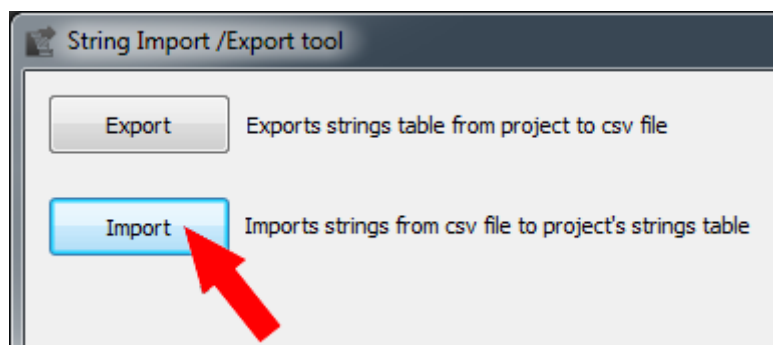 String Import /Export tool
Export Exports strings table from project to csv file
Import Imports strings from csv file to project's strings table